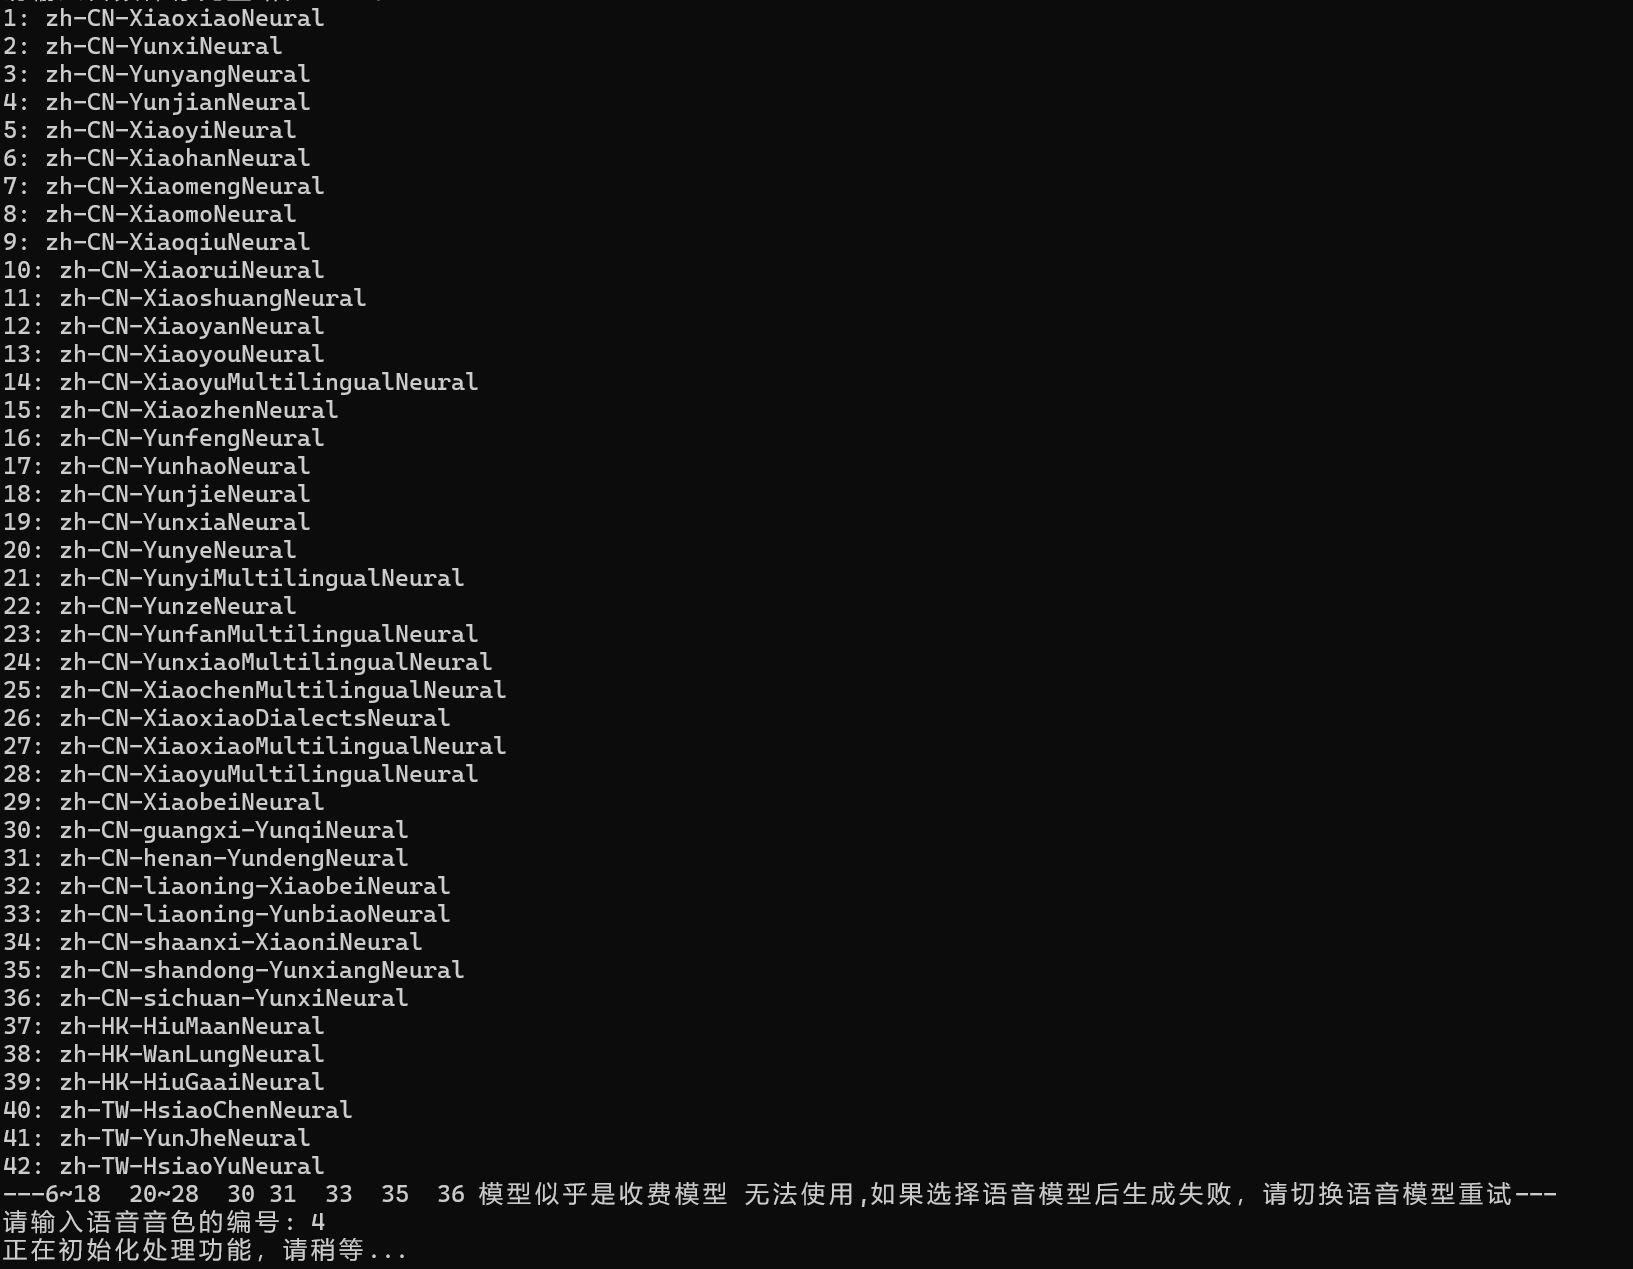 1: zh-CN-XiaoxiaoNeural
2: zh-CN-YunxiNeural
3: zh-CN-YunyangNeural
4: zh-CN-YunjianNeural
5: zh-CN-XiaoyiNeural
6: zh-CN-XiaohanNeural
7: zh-CN-XiaomengNeural
8: zh-CN-XiaomoNeural
9: zh-CN-XiaoqiuNeural
10: zh-CN-XiaoruiNeural
11: zh-CN-XiaoshuangNeural
12: zh-CN-XiaoyanNeural
13: zh-CN-XiaoyouNeural
14: zh-CN-XiaoyuMultilingualNeural
15: zh-CN-XiaozhenNeural
16: zh-CN-YunfengNeural
17: zh-CN-YunhaoNeural
18: zh-CN-YunjieNeural
19: zh-CN-YunxiaNeural
20: zh-CN-YunyeNeural
21: zh-CN-YunyiMultilingualNeural
22: zh-CN-YunzeNeural
23: zh-CN-YunfanMultilingualNeural
24: zh-CN-YunxiaoMultilingualNeural
25: zh-CN-XiaochenMultilingualNeural
26: zh-CN-XiaoxiaoDialectsNeural
27: zh-CN-XiaoxiaoMultilingualNeural
28: zh-CN-XiaoyuMultilingualNeural
29: zh-CN-XiaobeiNeural
30: zh-CN-guangxi-YunqiNeural
31: zh-CN-henan-YundengNeural
32: zh-CN-liaoning-XiaobeiNeural
33: zh-CN-liaoning-YunbiaoNeural
34: zh-CN-shaanxi-XiaoniNeural
35: zh-CN-shandong-YunxiangNeural
36: zh-CN-sichuan-YunxiNeural
37: zh-HK-HiuMaanNeural
38: zh-HK-WanLungNeural
39: zh-HK-HiuGaaiNeural
40: zh-TW-HsiaoChenNeural
41: zh-TW-YunJheNeural
42: zh-TW-HsiaoYuNeural
---6~18  20~28  30 31  33  35  36 模型似乎是收费模型 无法使用,如果选择语音模型后生成失败，请切换语音模型重试---
请输入语音音色的编号: 4
正在初始化处理功能，请稍等...